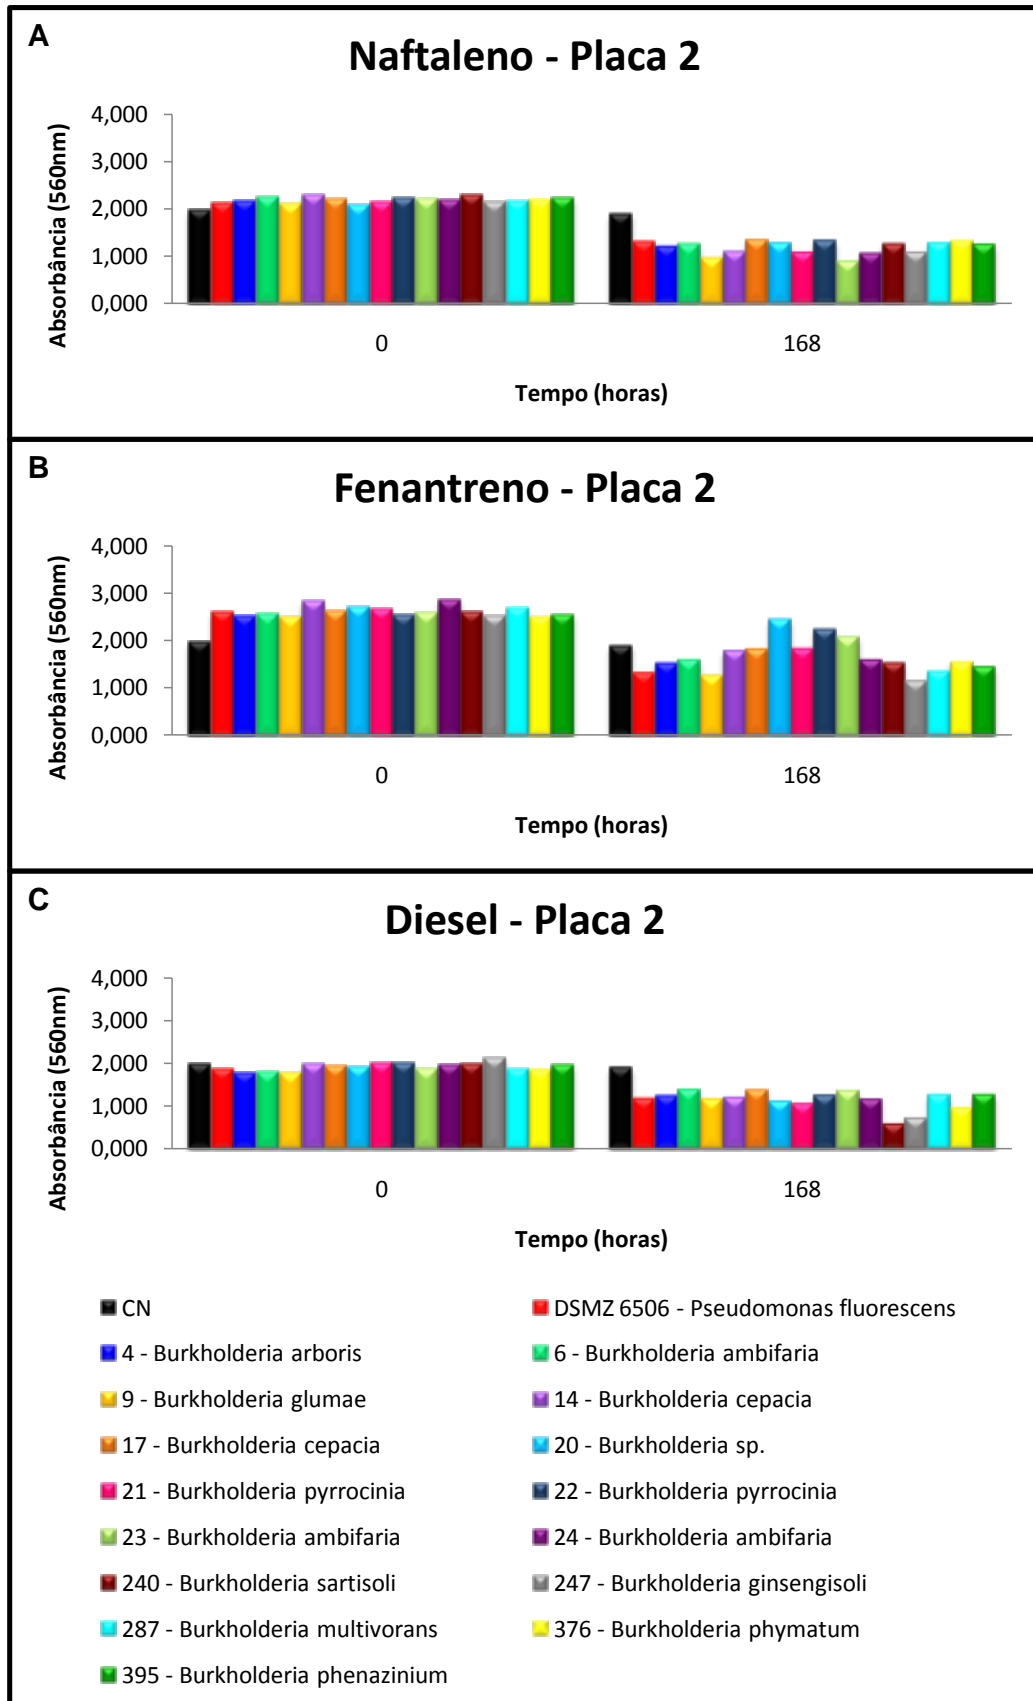 A
Naftaleno - Placa 2
Absorbância (560nm)
4,000
3,000
2,000
1,000
0,000
0
168
Tempo (horas)
B
Fenantreno - Placa 2
Absorbância (560nm)
4,000
3,000
2,000
1,000
0,000
0
168
Tempo (horas)
C
Diesel - Placa 2
Absorbância (560nm)
4,000
3,000
2,000
1,000
0,000
0
168
Tempo (horas)
CN
DSMZ 6506 - Pseudomonas fluorescens
4 - Burkholderia arboris
6 - Burkholderia ambifaria
9 - Burkholderia glumae
14 - Burkholderia cepacia
17 - Burkholderia cepacia
20 - Burkholderia sp.
21 - Burkholderia pyrrocinia
22 - Burkholderia pyrrocinia
23 - Burkholderia ambifaria
24 - Burkholderia ambifaria
240 - Burkholderia sartisoli
247 - Burkholderia ginsengisoli
287 - Burkholderia multivorans
376 - Burkholderia phymatum
395 - Burkholderia phenazinium